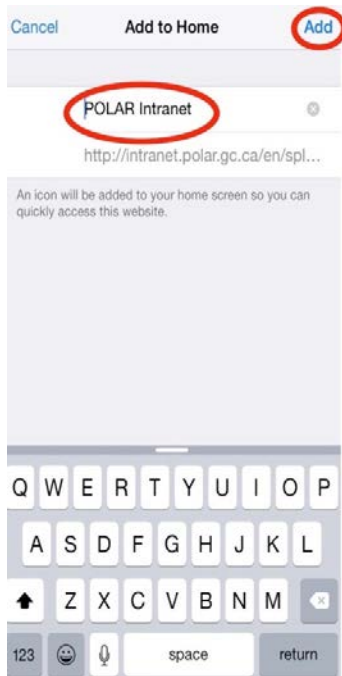 Cancel Add to Home Add
POLAR Intranet
http://intranet.polar.gc.ca/en/spl...
An icon will be added to your home screen so you can
quickly access this website.
Q W E R T Y U I O P
A S D F G H J K L
Z X C V B N M
123 space return